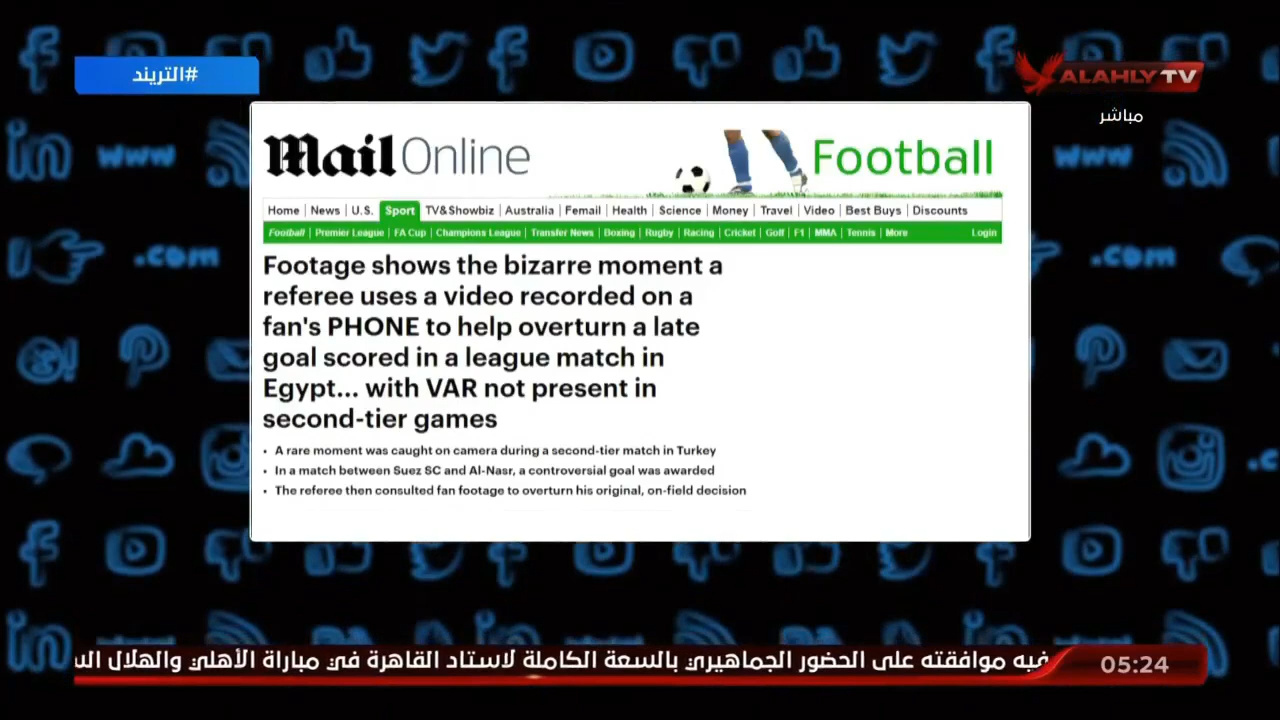 #التريند
ALAHLY TV
مباشر
Mail Online
Football
Home | News | U.S. | Sport | TV&Showbiz | Australia | Femail | Health | Science | Money | Travel | Video | Best Buys | Discounts
Football | Premier League | FA Cup | Champions League | Transfer News | Boxing | Rugby | Racing | Cricket | Golf | F1 | MMA | Tennis | More
Login
Footage shows the bizarre moment a
referee uses a video recorded on a
fan's PHONE to help overturn a late
goal scored in a league match in
Egypt... with VAR not present in
second-tier games
• A rare moment was caught on camera during a second-tier match in Turkey
• In a match between Suez SC and Al-Nasr, a controversial goal was awarded
• The referee then consulted fan footage to overturn his original, on-field decision
www
www
.com
.com
موافقته على الحضور الجماهيري بالسعة الكاملة لاستاد القاهرة في مباراة الأهلي والهلال
05:24